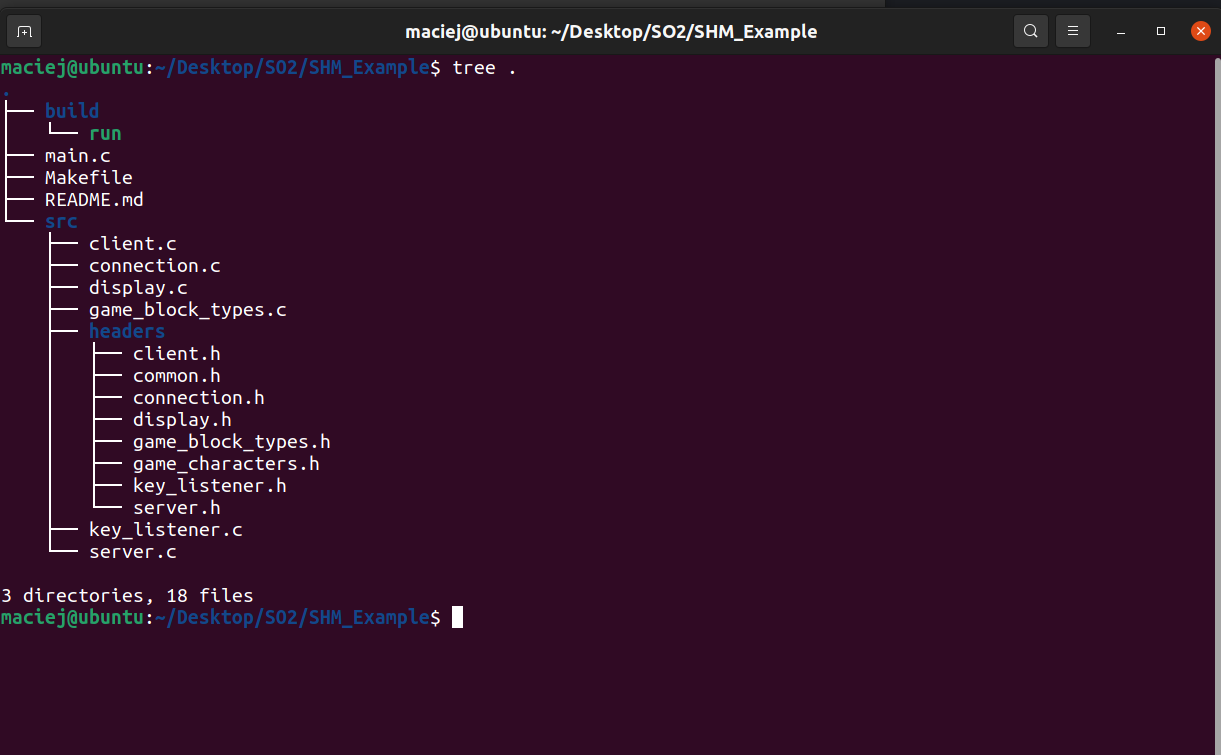 maciej@ubuntu: ~/Desktop/SO2/SHM_Example
maciej@ubuntu:~/Desktop/SO2/SHM_Example$ tree .
.
├── build
│   └── run
├── main.c
├── Makefile
├── README.md
└── src
    ├── client.c
    ├── connection.c
    ├── display.c
    ├── game_block_types.c
    ├── headers
    │   ├── client.h
    │   ├── common.h
    │   ├── connection.h
    │   ├── display.h
    │   ├── game_block_types.h
    │   ├── game_characters.h
    │   ├── key_listener.h
    │   └── server.h
    ├── key_listener.c
    └── server.c

3 directories, 18 files
maciej@ubuntu:~/Desktop/SO2/SHM_Example$